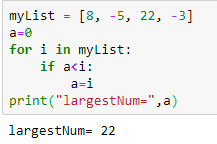 myList = [8, -5, 22, -3]
a=0
for i in myList:
    if a<i:
        a=i
print("largestNum=",a)
largestNum= 22